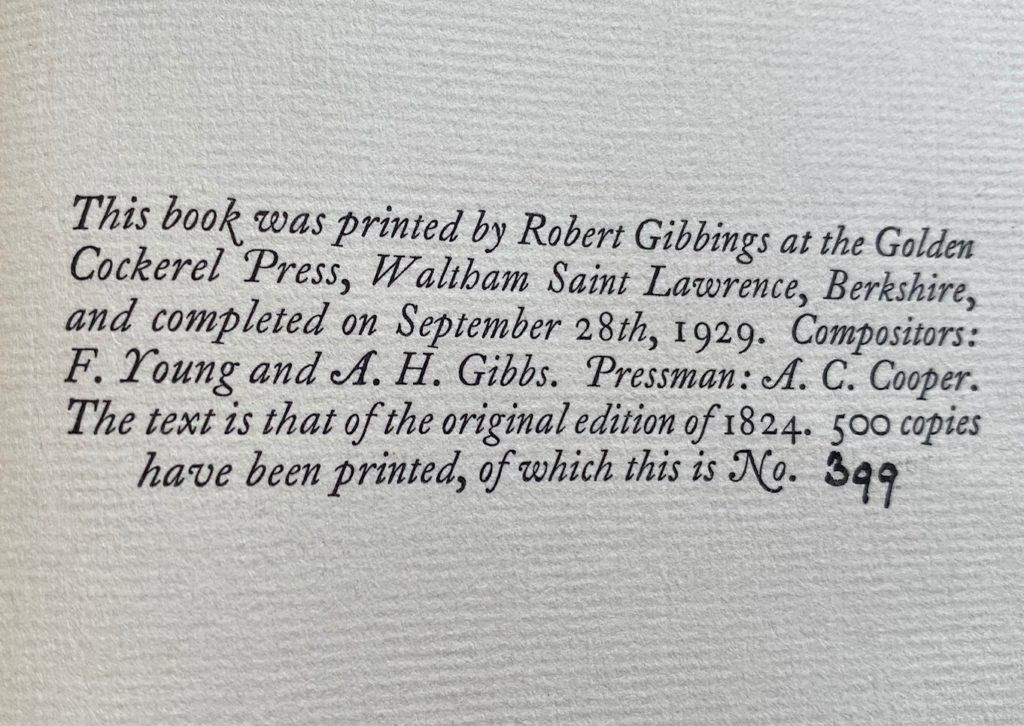 This book was printed by Robert Gibbings at the Golden
Cockerel Press, Waltham Saint Lawrence, Berkshire,
and completed on September 28th, 1929. Compositors:
F. Young and A. H. Gibbs. Pressman: A. C. Cooper.
The text is that of the original edition of 1824. 500 copies
have been printed, of which this is No. 399